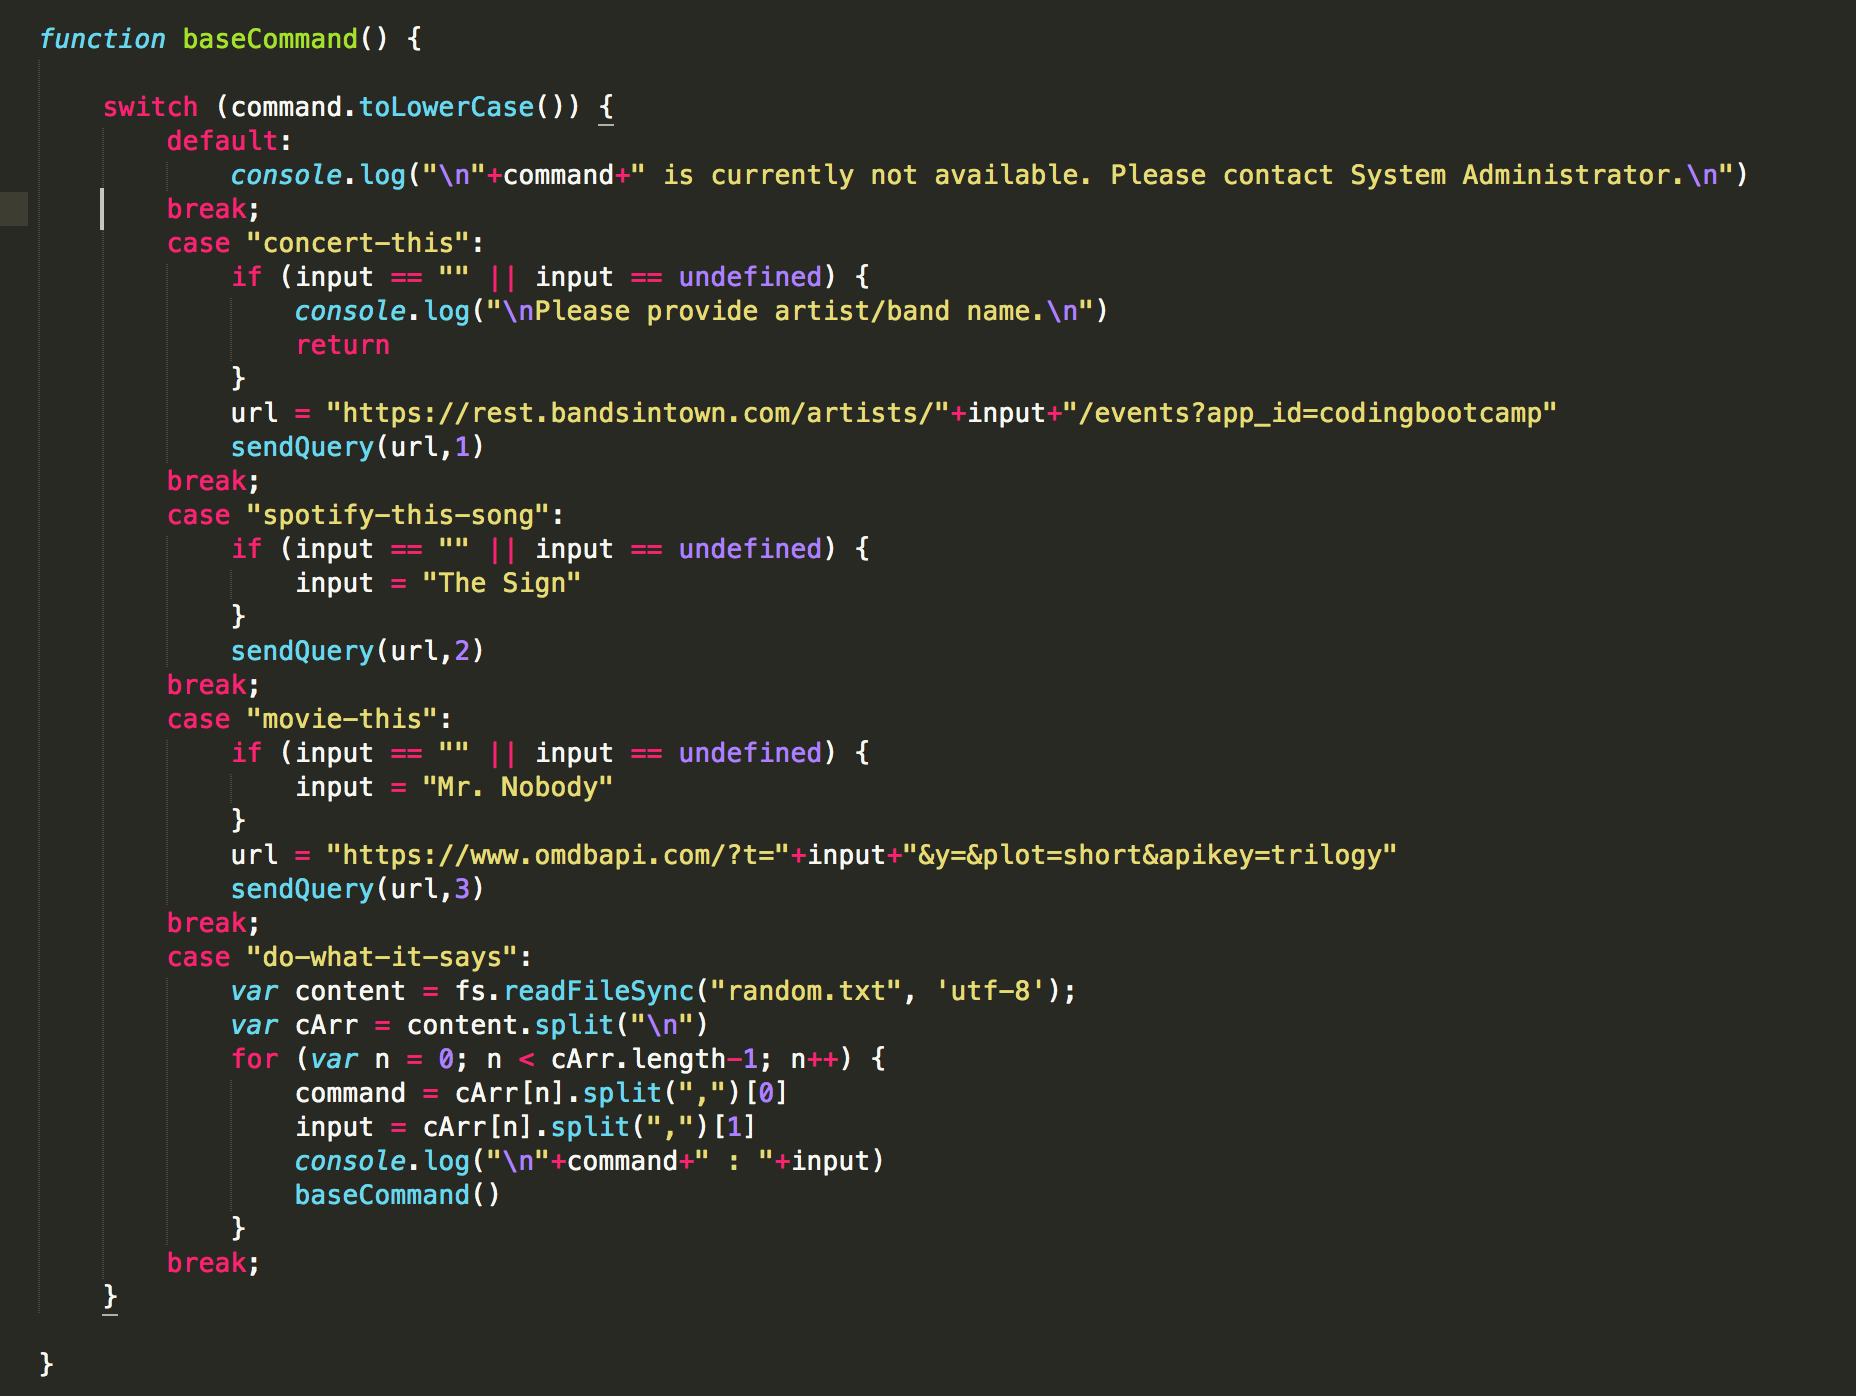 function baseCommand() {
    switch (command.toLowerCase()) {
        default:
            console.log("\n"+command+" is currently not available. Please contact System Administrator.\n")
        break;
        case "concert-this":
            if (input == "" || input == undefined) {
                console.log("\nPlease provide artist/band name.\n")
                return
            }
            url = "https://rest.bandsintown.com/artists/"+input+"/events?app_id=codingbootcamp"
            sendQuery(url,1)
        break;
        case "spotify-this-song":
            if (input == "" || input == undefined) {
                input = "The Sign"
            }
            sendQuery(url,2)
        break;
        case "movie-this":
            if (input == "" || input == undefined) {
                input = "Mr. Nobody"
            }
            url = "https://www.omdbapi.com/?t="+input+"&y=&plot=short&apikey=trilogy"
            sendQuery(url,3)
        break;
        case "do-what-it-says":
            var content = fs.readFileSync("random.txt", 'utf-8');
            var cArr = content.split("\n")
            for (var n = 0; n < cArr.length-1; n++) {
                command = cArr[n].split(",")[0]
                input = cArr[n].split(",")[1]
                console.log("\n"+command+" : "+input)
                baseCommand()
            }
        break;
    }
}